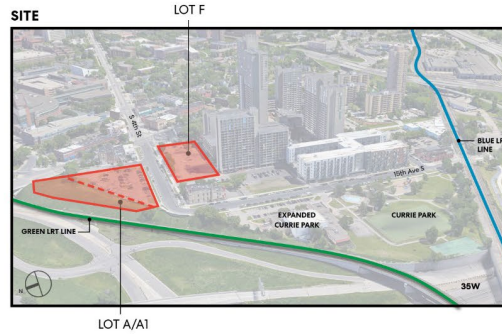 LOT F
SITE
S 4th St
BLUE LR
LINE
15th Ave S
EXPANDED
CURRIE PARK
CURRIE PARK
GREEN LRT LINE
N
35W
LOT A/A1